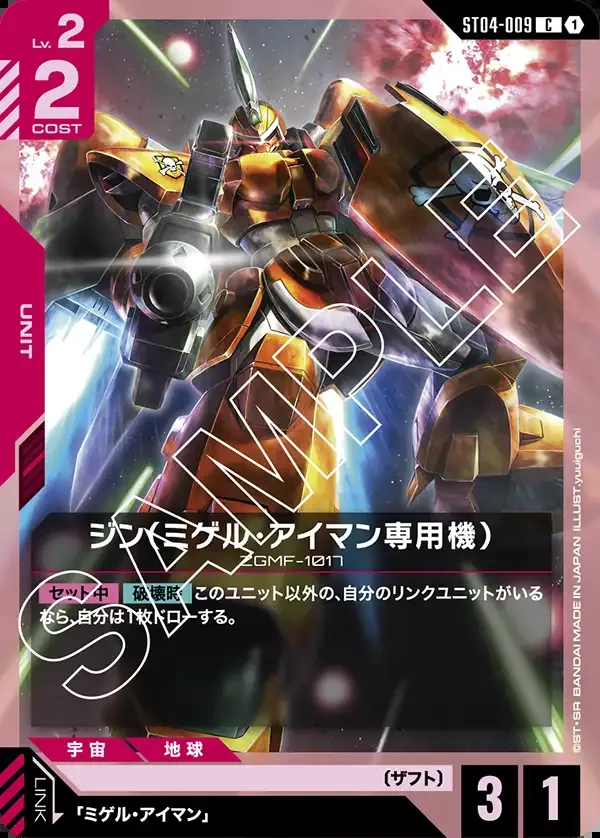 Lv. 2
2
COST
ST04-009 C 1
UNIT
SAMPLE
ジン(ミゲル・アイマン専用機)
ZGMF-1017
セット中 破壊時 このユニット以外の、自分のリンクユニットがいる
なら、自分は1枚ドローする。
宇宙 地球
〔ザフト〕
LINK
「ミゲル・アイマン」
3 1
©ST・SR BANDAI MADE IN JAPAN ILLUST.yuuiguchi